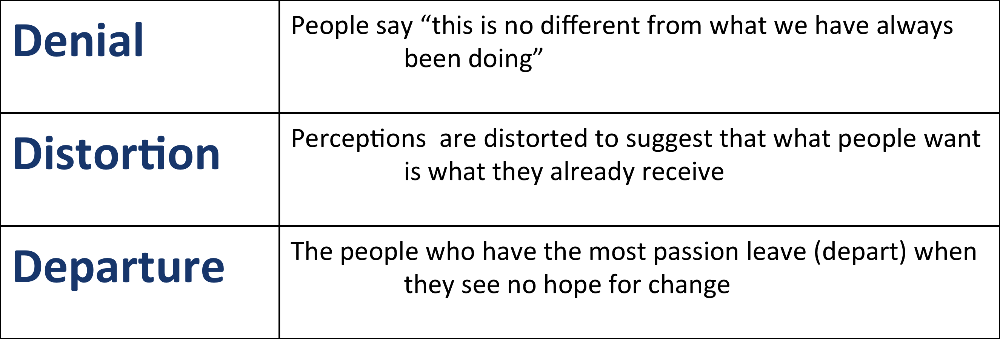 Denial
People say “this is no different from what we have always
been doing”
Distortion
Perceptions  are distorted to suggest that what people want
is what they already receive
Departure
The people who have the most passion leave (depart) when
they see no hope for change